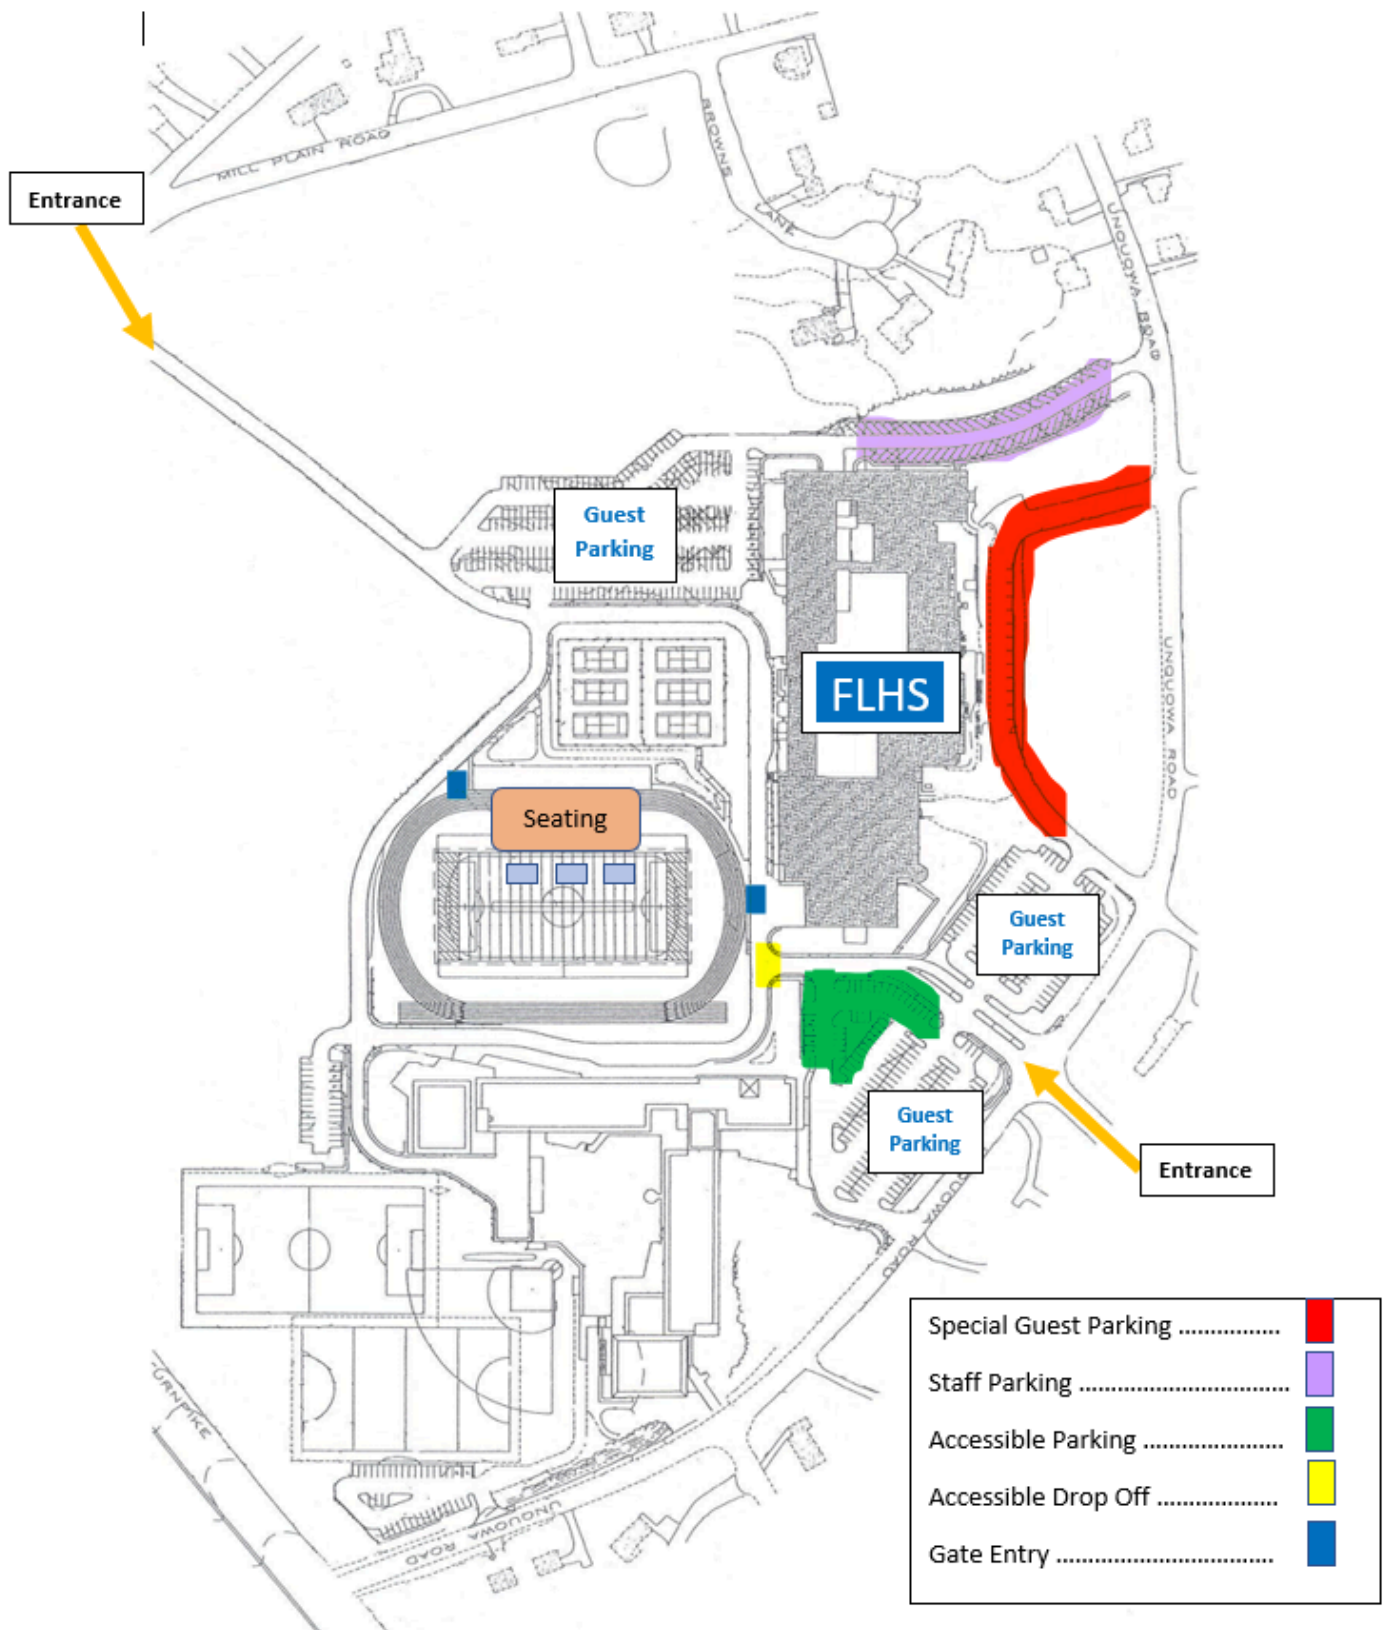 MILL PLAIN ROAD
BROWNS
LANE
Entrance
UNQUOWA ROAD
Guest
Parking
FLHS
UNQUOWA ROAD
Seating
Guest
Parking
Guest
Parking
Entrance
ROAD
Special Guest Parking .................
Staff Parking ...................................
Accessible Parking .......................
Accessible Drop Off ....................
Gate Entry ....................................
URNPIKE
UNQUOWA
ROAD